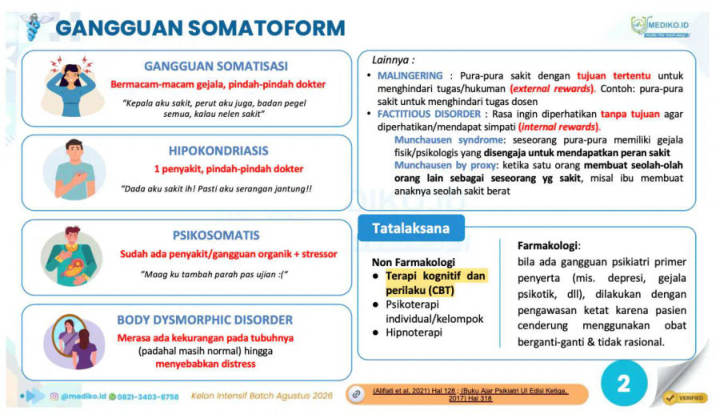 GANGGUAN SOMATOFORM
MEDIKO.ID
GANGGUAN SOMATISASI
Bermacam-macam gejala, pindah-pindah dokter
"Kepala aku sakit, perut aku juga, badan pegel
semua, kalau nelen sakit"
HIPOKONDRIASIS
1 penyakit, pindah-pindah dokter
"Dada aku sakit ih! Pasti aku serangan jantung!!
PSIKOSOMATIS
Sudah ada penyakit/gangguan organik + stressor
"Maag ku tambah parah pas ujian :("
BODY DYSMORPHIC DISORDER
Merasa ada kekurangan pada tubuhnya
(padahal masih normal) hingga
menyebabkan distress
Lainnya :
• MALINGERING : Pura-pura sakit dengan tujuan tertentu untuk
menghindari tugas/hukuman (external rewards). Contoh: pura-pura
sakit untuk menghindari tugas dosen
• FACTITIOUS DISORDER : Rasa ingin diperhatikan tanpa tujuan agar
diperhatikan/mendapat simpati (internal rewards).
Munchausen syndrome: seseorang pura-pura memiliki gejala
fisik/psikologis yang disengaja untuk mendapatkan peran sakit
Munchausen by proxy: ketika satu orang membuat seolah-olah
orang lain sebagai seseorang yg sakit, misal ibu membuat
anaknya seolah sakit berat
Tatalaksana
Non Farmakologi
● Terapi kognitif dan
perilaku (CBT)
● Psikoterapi
individual/kelompok
● Hipnoterapi
Farmakologi:
bila ada gangguan psikiatri primer
penyerta (mis. depresi, gejala
psikotik, dll), dilakukan dengan
pengawasan ketat karena pasien
cenderung menggunakan obat
berganti-ganti & tidak rasional.
@mediko.id 0821-3403-6756 Kelon Intensif Batch Agustus 2026
(Alifiati et al, 2021) Hal 128 ; (Buku Ajar Psikiatri UI Edisi Ketiga,
2017) Hal 318
2
VERIFIED